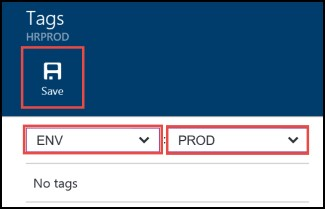 Tags
HRPROD
Save
ENV : PROD
No tags